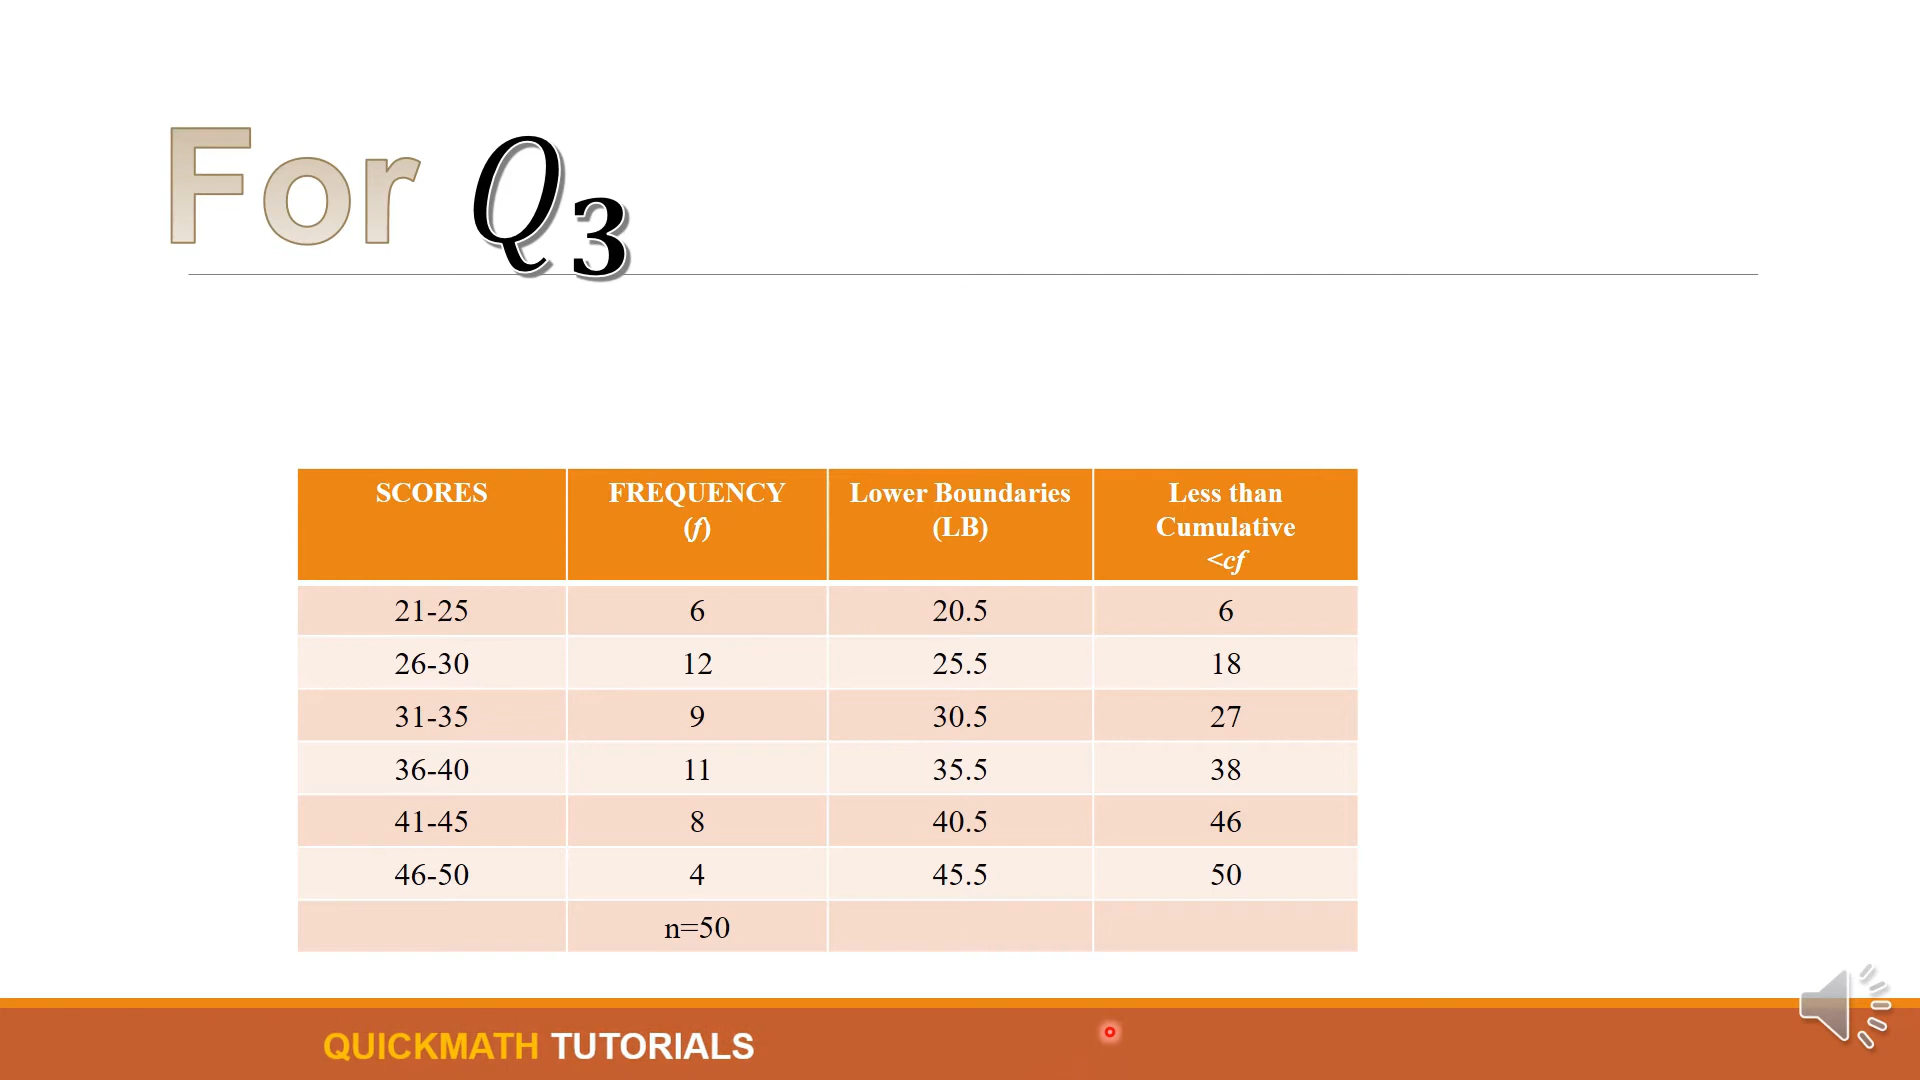 For Q₃
SCORES FREQUENCY Lower Boundaries Less than
(f) (LB) Cumulative
<cf
21-25 6 20.5 6
26-30 12 25.5 18
31-35 9 30.5 27
36-40 11 35.5 38
41-45 8 40.5 46
46-50 4 45.5 50
n=50
QUICKMATH TUTORIALS